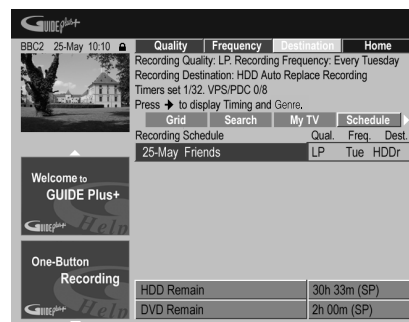 GUIDE Plus+
BBC2 25-May 10:10
Quality Frequency Destination Home
Recording Quality: LP. Recording Frequency: Every Tuesday
Recording Destination: HDD Auto Replace Recording
Timers set 1/32. VPS/PDC 0/8
Press → to display Timing and Genre.
Grid Search My TV Schedule
Recording Schedule Qual. Freq. Dest.
25-May Friends LP Tue HDDr
Welcome to
GUIDE Plus+
GUIDE Plus+ Help
One-Button
Recording
GUIDE Plus+ Help
HDD Remain 30h 33m (SP)
DVD Remain 2h 00m (SP)